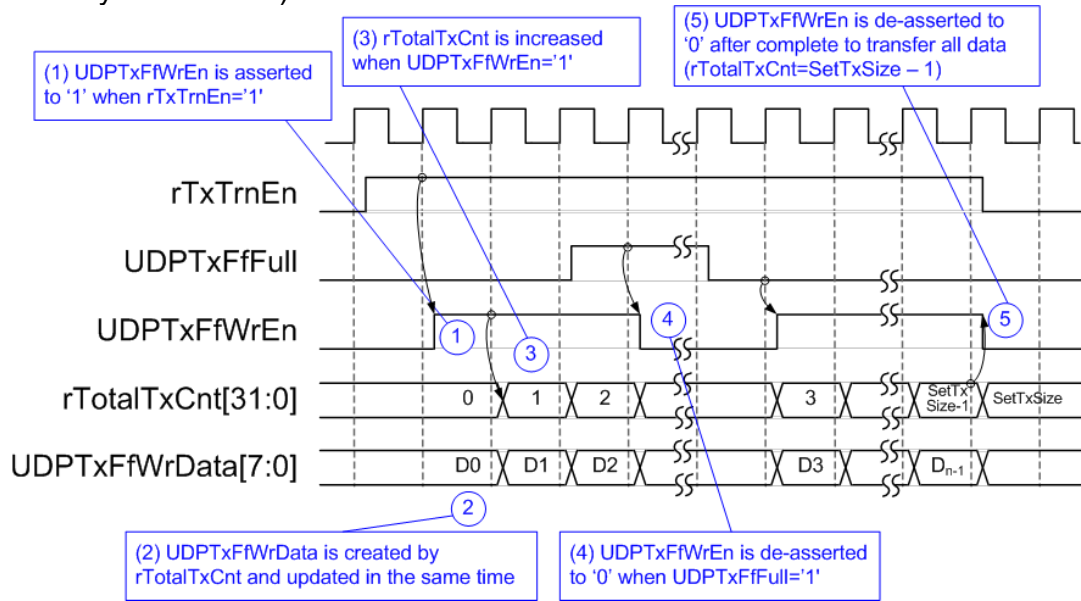 (5) UDPTxFfWrEn is de-asserted to
‘0’ after complete to transfer all data
(rTotalTxCnt=SetTxSize – 1)
(3) rTotalTxCnt is increased
when UDPTxFfWrEn=’1'
(1) UDPTxFfWrEn is asserted
to ‘1’ when rTxTrnEn=’1'
rTxTrnEn
UDPTxFfFull
UDPTxFfWrEn
1
3
4
5
rTotalTxCnt[31:0]
0
1
2
3
SetTx
Size-1
SetTxSize
UDPTxFfWrData[7:0]
D0
D1
D2
D3
Dn-1
2
(2) UDPTxFfWrData is created by
rTotalTxCnt and updated in the same time
(4) UDPTxFfWrEn is de-asserted
to ‘0’ when UDPTxFfFull=’1'